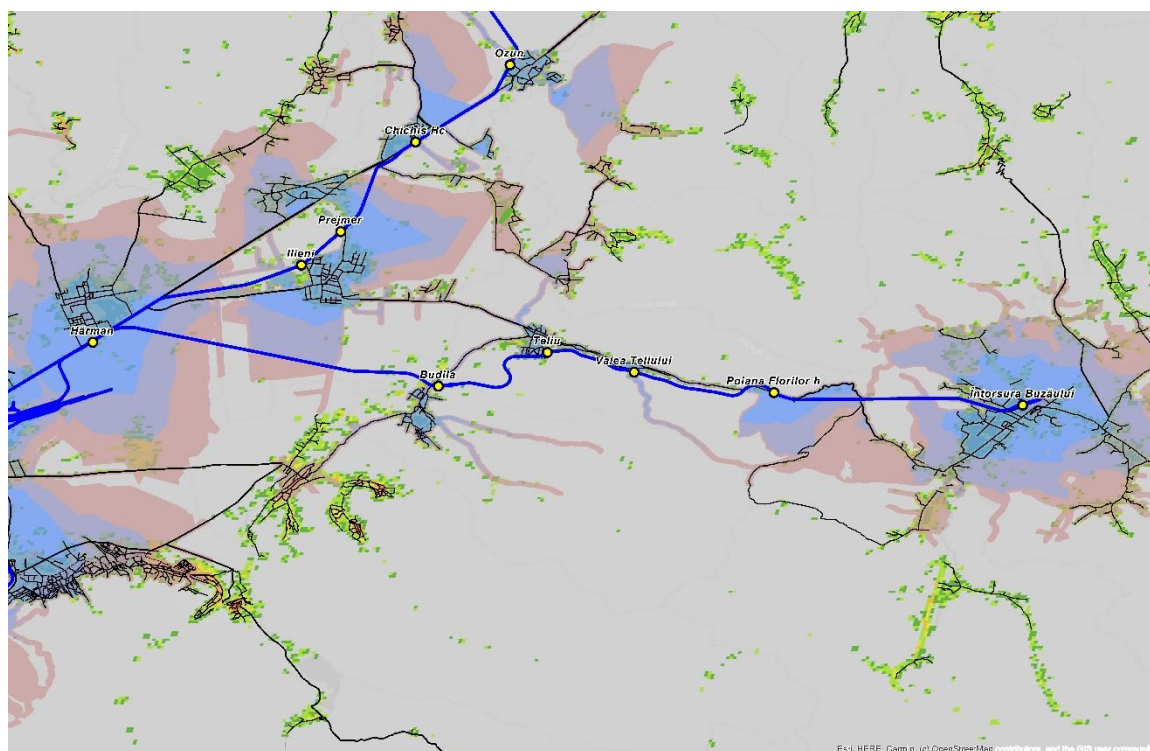 Ozun
Chichis Hc
Prejmer
Ilieni
Harman
Teliu
Budila
Valea Teliului
Poiana Florilor h
Întorsura Buzăului
Esri, HERE, Garmin, (c) OpenStreetMap contributors, and the GIS user communi